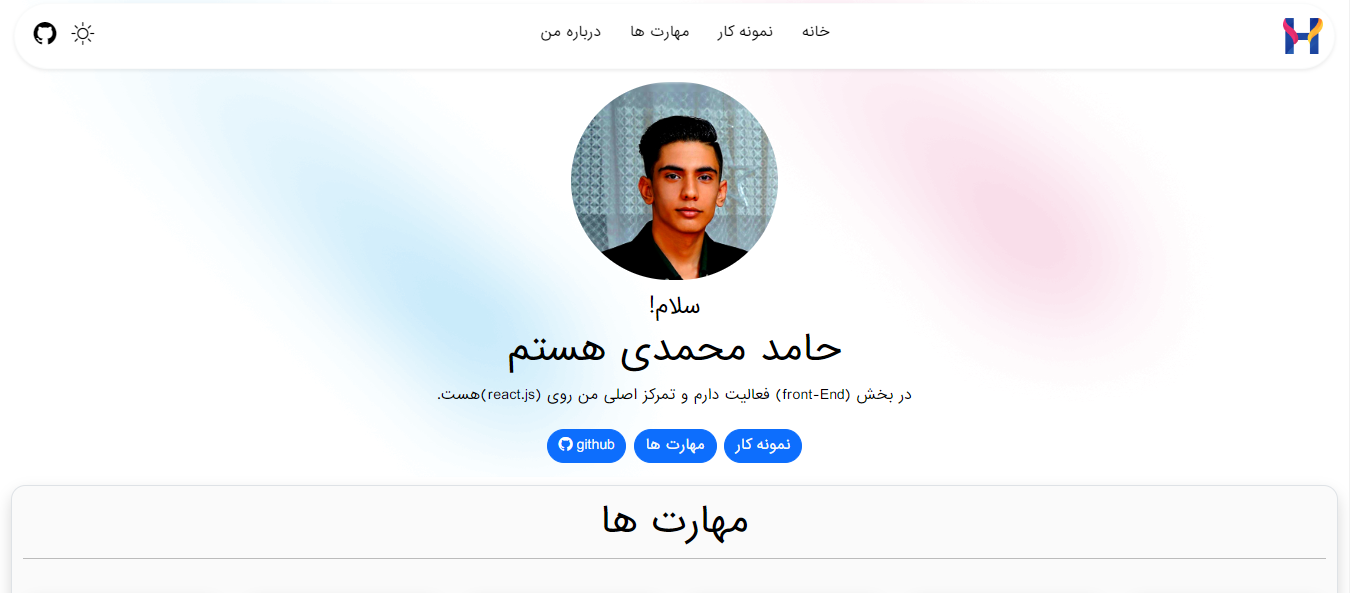 خانه نمونه کار مهارت ها درباره من
سلام!
حامد محمدی هستم
در بخش (front-End) فعالیت دارم و تمرکز اصلی من روی (react.js)هست.
نمونه کار مهارت ها github
مهارت ها